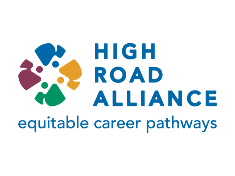 HIGH
ROAD
ALLIANCE
equitable career pathways